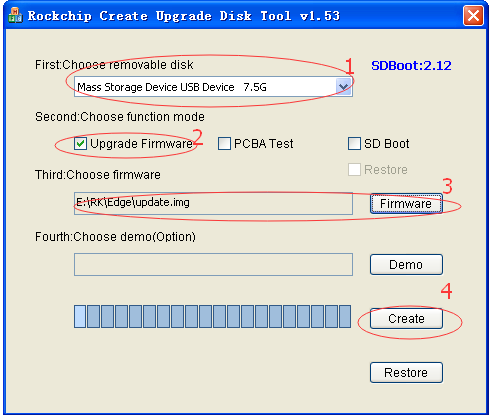 Rockchip Create Upgrade Disk Tool v1.53
First:Choose removable disk
1
SDBoot:2.12
Mass Storage Device USB Device 7.5G
Second:Choose function mode
Upgrade Firmware
2
PCBA Test
SD Boot
Restore
Third:Choose firmware
3
E:\RK\Edge\update.img
Firmware
Fourth:Choose demo(Option)
Demo
4
Create
Restore